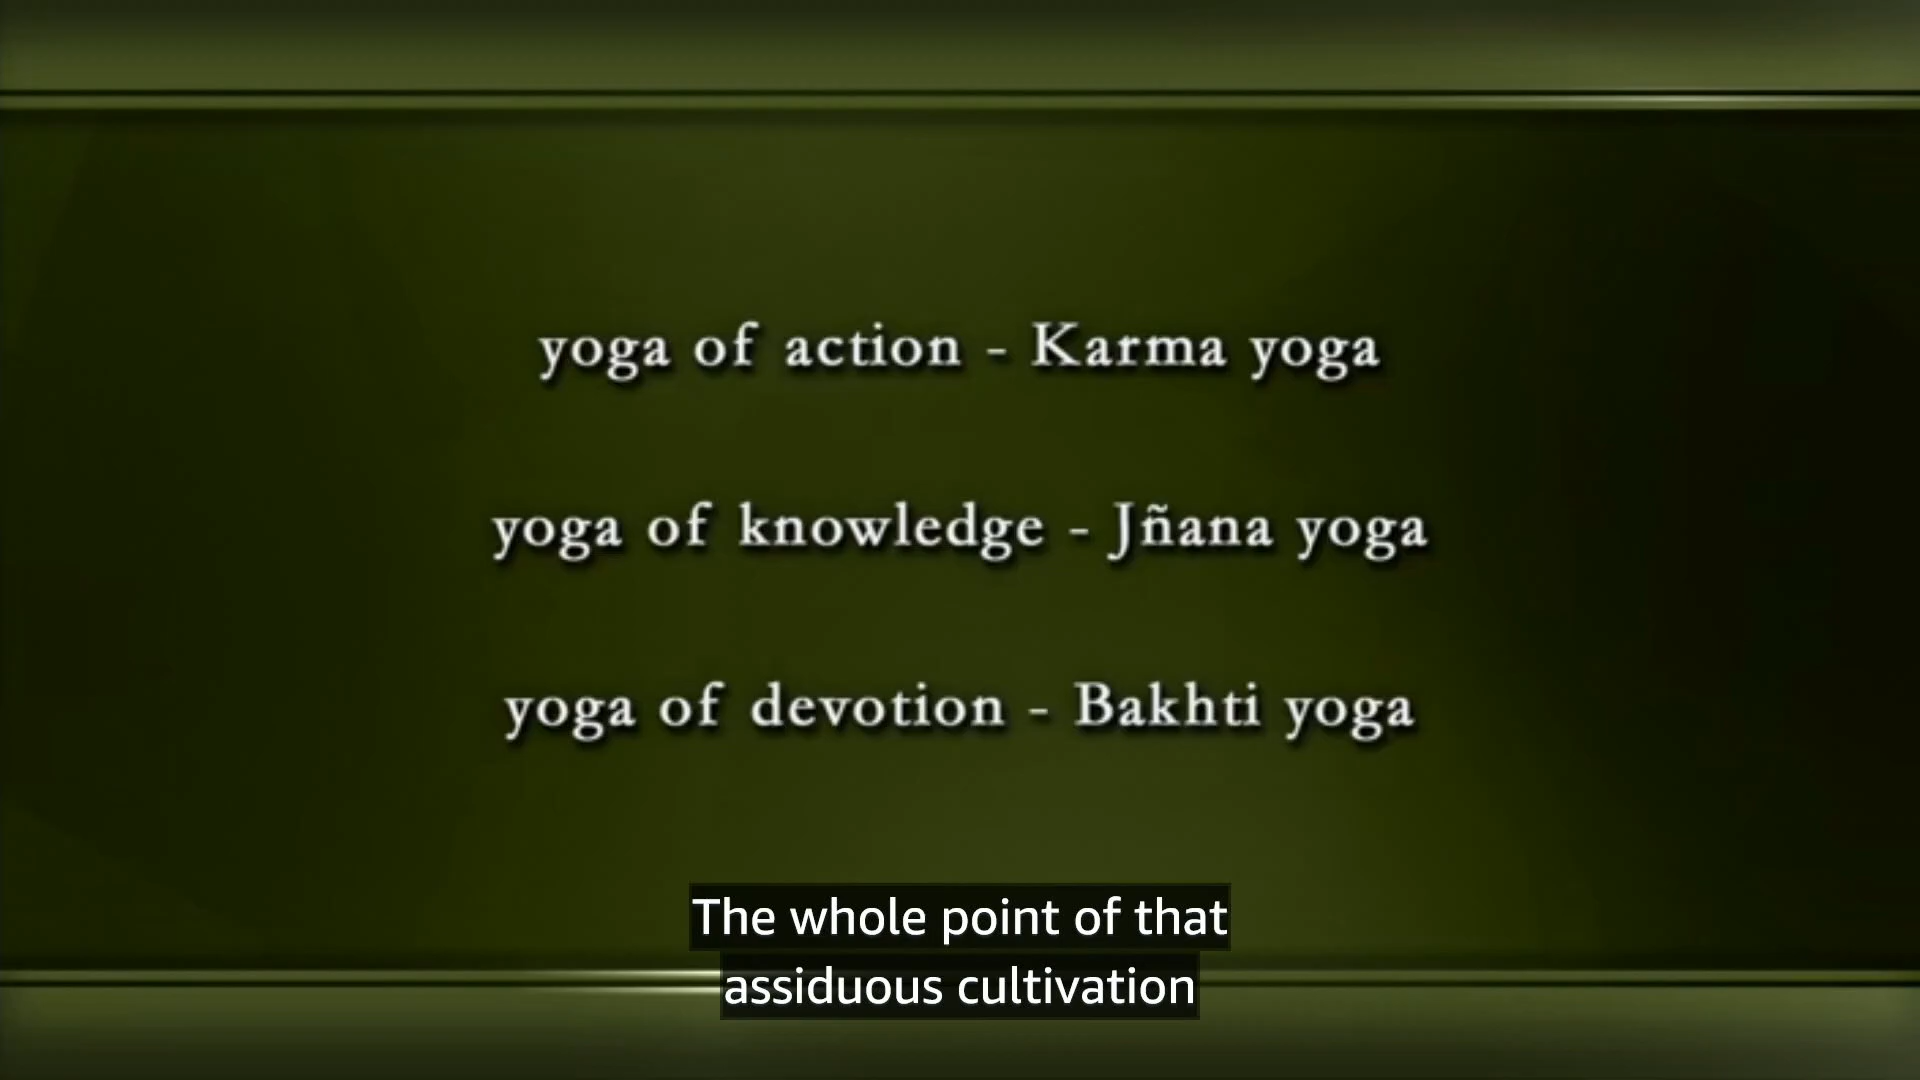 yoga of action - Karma yoga
yoga of knowledge - Jñana yoga
yoga of devotion - Bakhti yoga
The whole point of that
assiduous cultivation